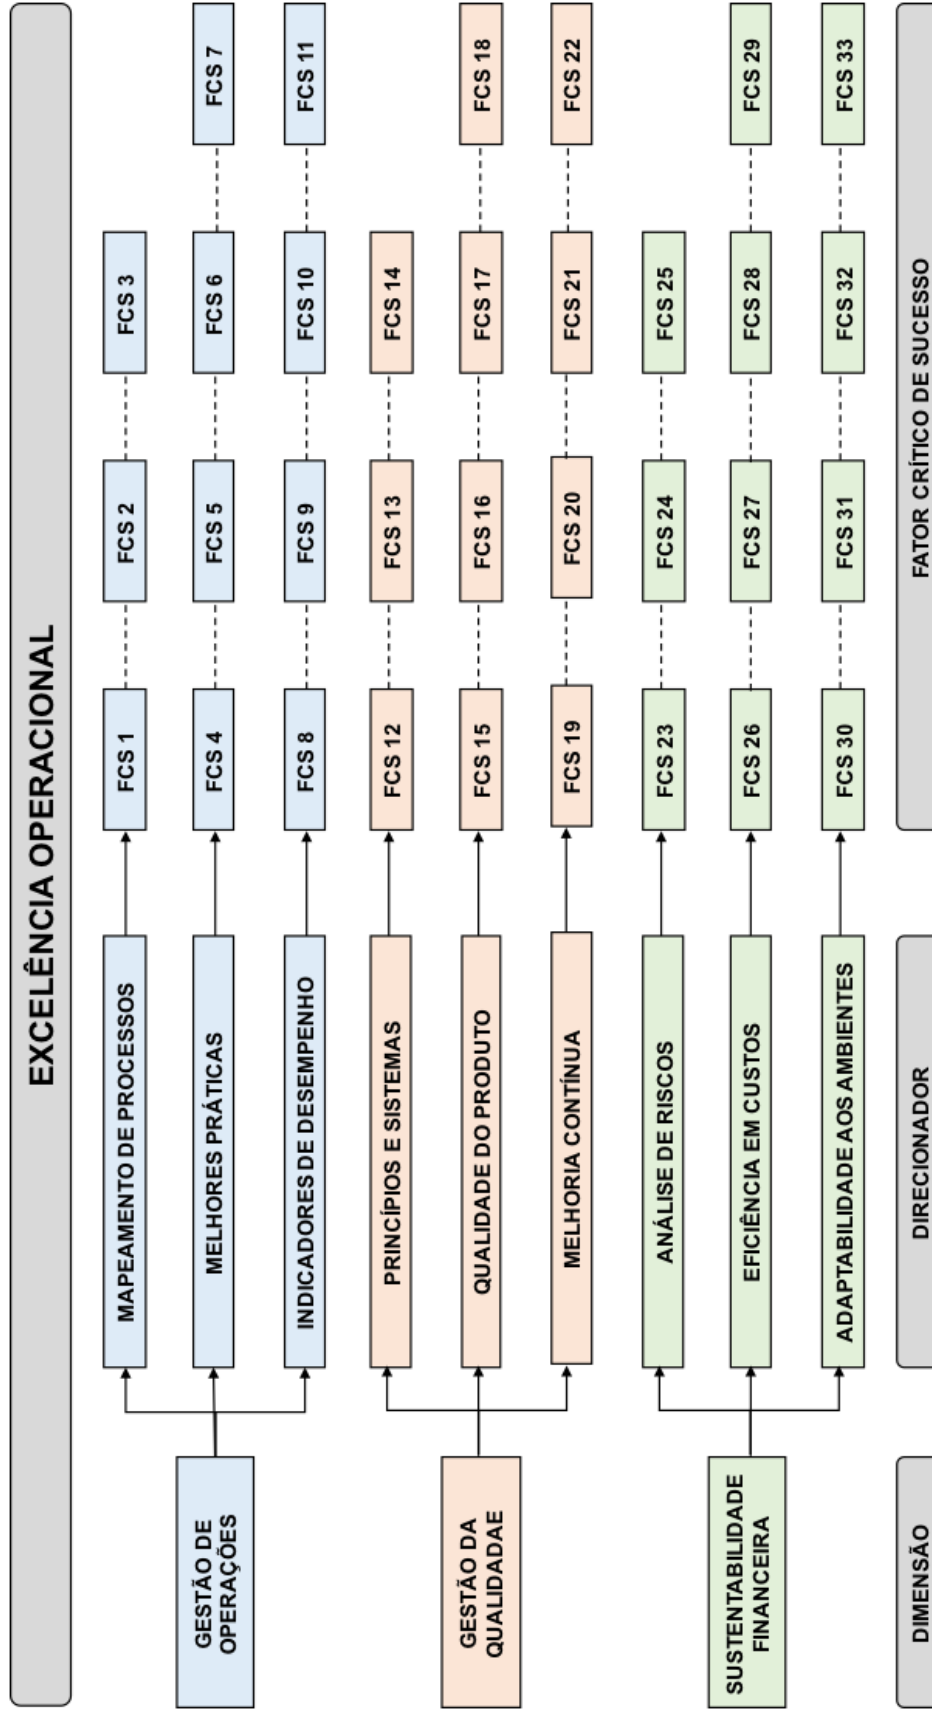 EXCELÊNCIA OPERACIONAL
GESTÃO DE
OPERAÇÕES
MAPEAMENTO DE PROCESSOS
FCS 1
FCS 2
FCS 3
MELHORES PRÁTICAS
FCS 4
FCS 5
FCS 6
FCS 7
INDICADORES DE DESEMPENHO
FCS 8
FCS 9
FCS 10
FCS 11
GESTÃO DA
QUALIDADAE
PRINCÍPIOS E SISTEMAS
FCS 12
FCS 13
FCS 14
QUALIDADE DO PRODUTO
FCS 15
FCS 16
FCS 17
FCS 18
MELHORIA CONTÍNUA
FCS 19
FCS 20
FCS 21
FCS 22
SUSTENTABILIDADE
FINANCEIRA
ANÁLISE DE RISCOS
FCS 23
FCS 24
FCS 25
EFICIÊNCIA EM CUSTOS
FCS 26
FCS 27
FCS 28
FCS 29
ADAPTABILIDADE AOS AMBIENTES
FCS 30
FCS 31
FCS 32
FCS 33
DIMENSÃO
DIRECIONADOR
FATOR CRÍTICO DE SUCESSO